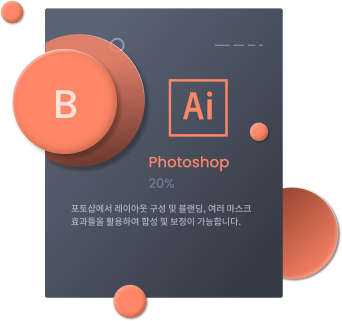 B
Ai
Photoshop
20%
포토샵에서 레이아웃 구성 및 블랜딩, 여러 마스크
효과들을 활용하여 합성 및 보정이 가능합니다.